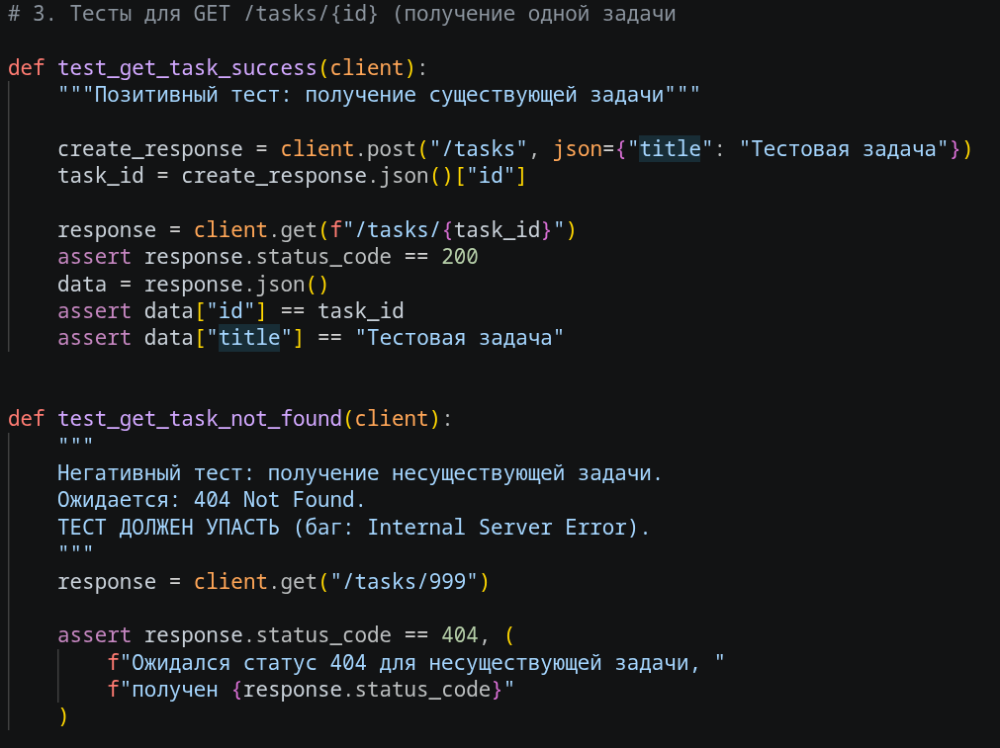 # 3. Тесты для GET /tasks/{id} (получение одной задачи
def test_get_task_success(client):
"""Позитивный тест: получение существующей задачи"""
create_response = client.post("/tasks", json={"title": "Тестовая задача"})
task_id = create_response.json()["id"]
response = client.get(f"/tasks/{task_id}")
assert response.status_code == 200
data = response.json()
assert data["id"] == task_id
assert data["title"] == "Тестовая задача"
def test_get_task_not_found(client):
"""
Негативный тест: получение несуществующей задачи.
Ожидается: 404 Not Found.
ТЕСТ ДОЛЖЕН УПАСТЬ (баг: Internal Server Error).
"""
response = client.get("/tasks/999")
assert response.status_code == 404, (
f"Ожидался статус 404 для несуществующей задачи, "
f"получен {response.status_code}"
)